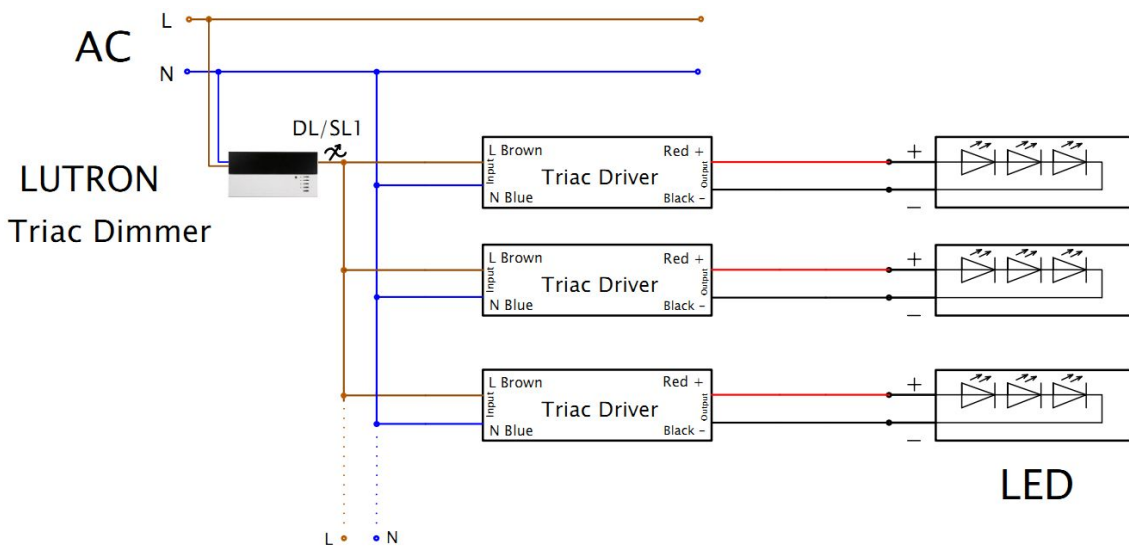 L
AC
N
DL/SL1
LUTRON
Triac Dimmer
L Brown
Red +
Input
Triac Driver
Output
N Blue
Black -
+
−
L Brown
Red +
Input
Triac Driver
Output
N Blue
Black -
+
−
L Brown
Red +
Input
Triac Driver
Output
N Blue
Black -
+
−
LED
L
N